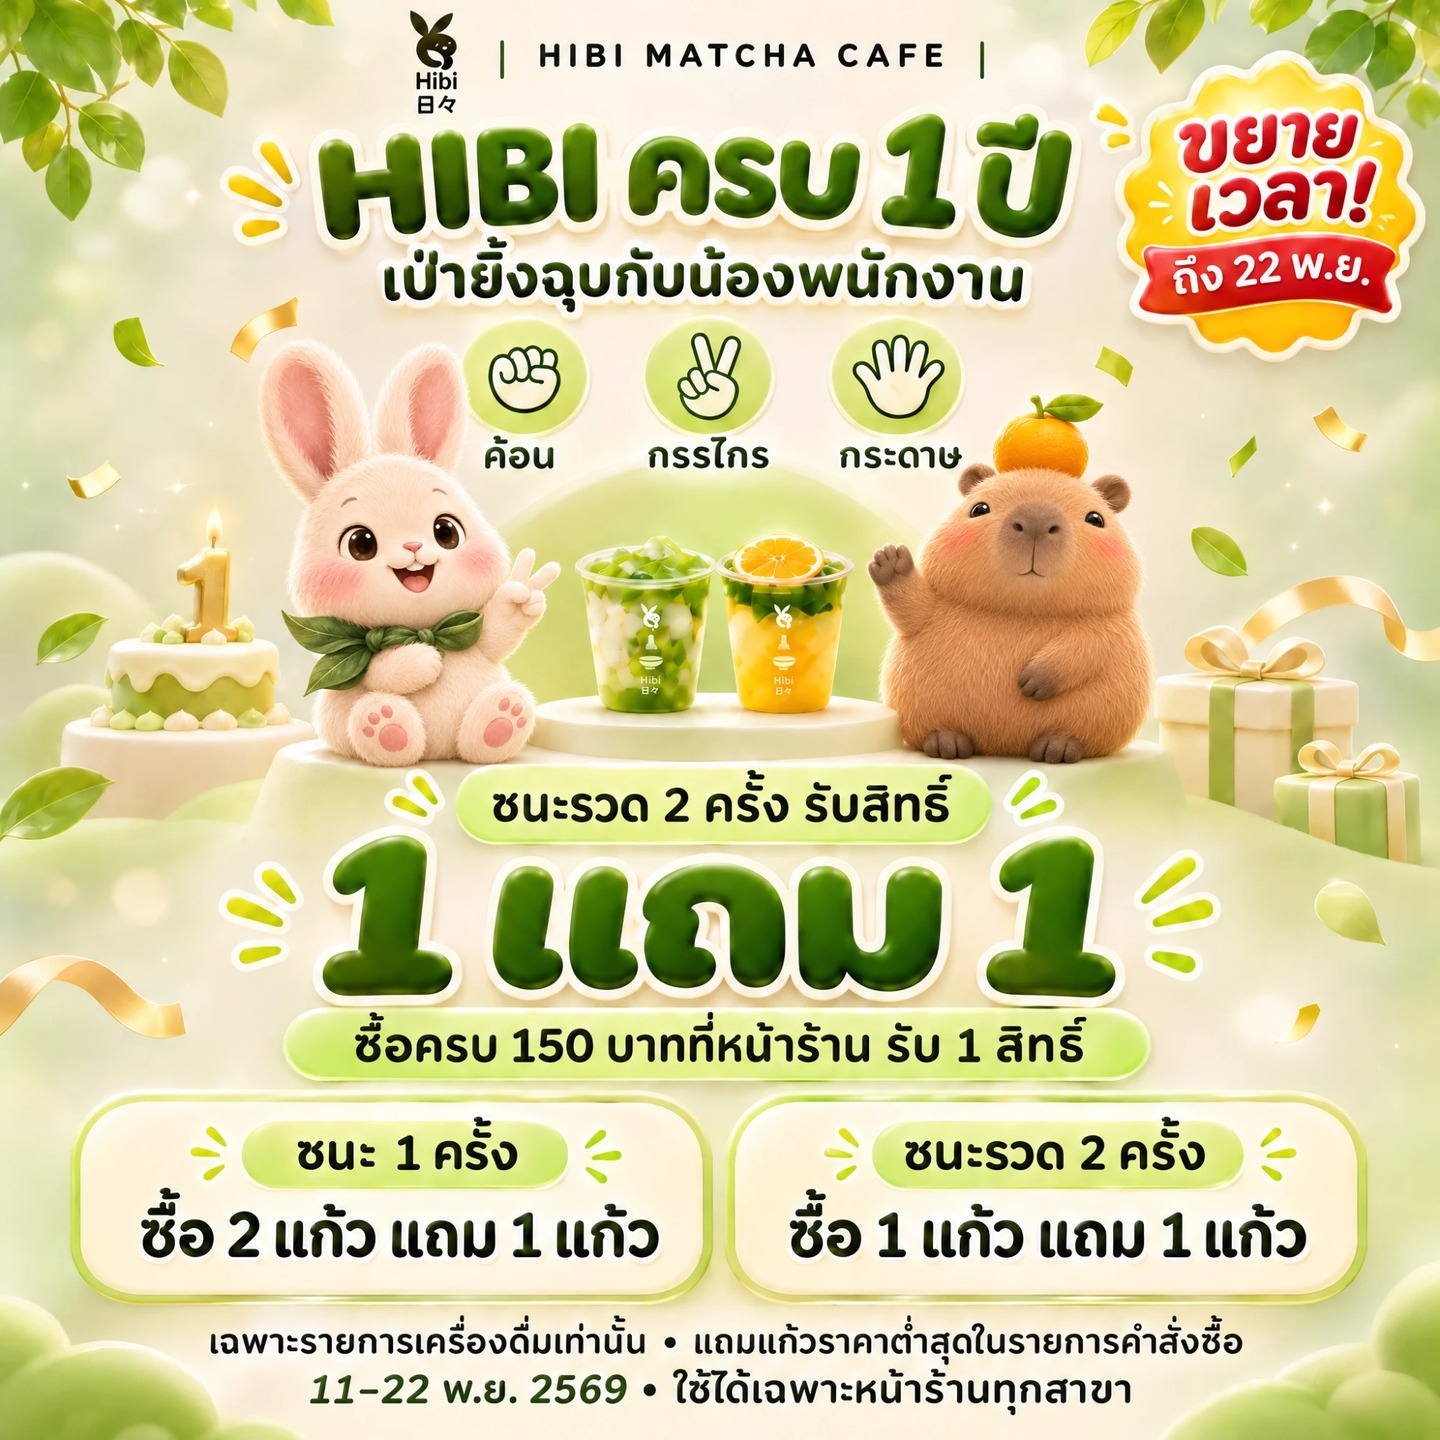 Hibi
日々
| HIBI MATCHA CAFE |
HIBI ครบ 1 ปี
เป่ายิ้งฉุบกับน้องพนักงาน
ขยาย
เวลา!
ถึง 22 พ.ย.
ค้อน กรรไกร กระดาษ
1
Hibi
日々
Hibi
日々
ชนะรวด 2 ครั้ง รับสิทธิ์
1 แถม 1
ซื้อครบ 150 บาทที่หน้าร้าน รับ 1 สิทธิ์
ชนะ 1 ครั้ง
ซื้อ 2 แก้ว แถม 1 แก้ว
ชนะรวด 2 ครั้ง
ซื้อ 1 แก้ว แถม 1 แก้ว
เฉพาะรายการเครื่องดื่มเท่านั้น • แถมแก้วราคาต่ำสุดในรายการคำสั่งซื้อ
11–22 พ.ย. 2569 • ใช้ได้เฉพาะหน้าร้านทุกสาขา